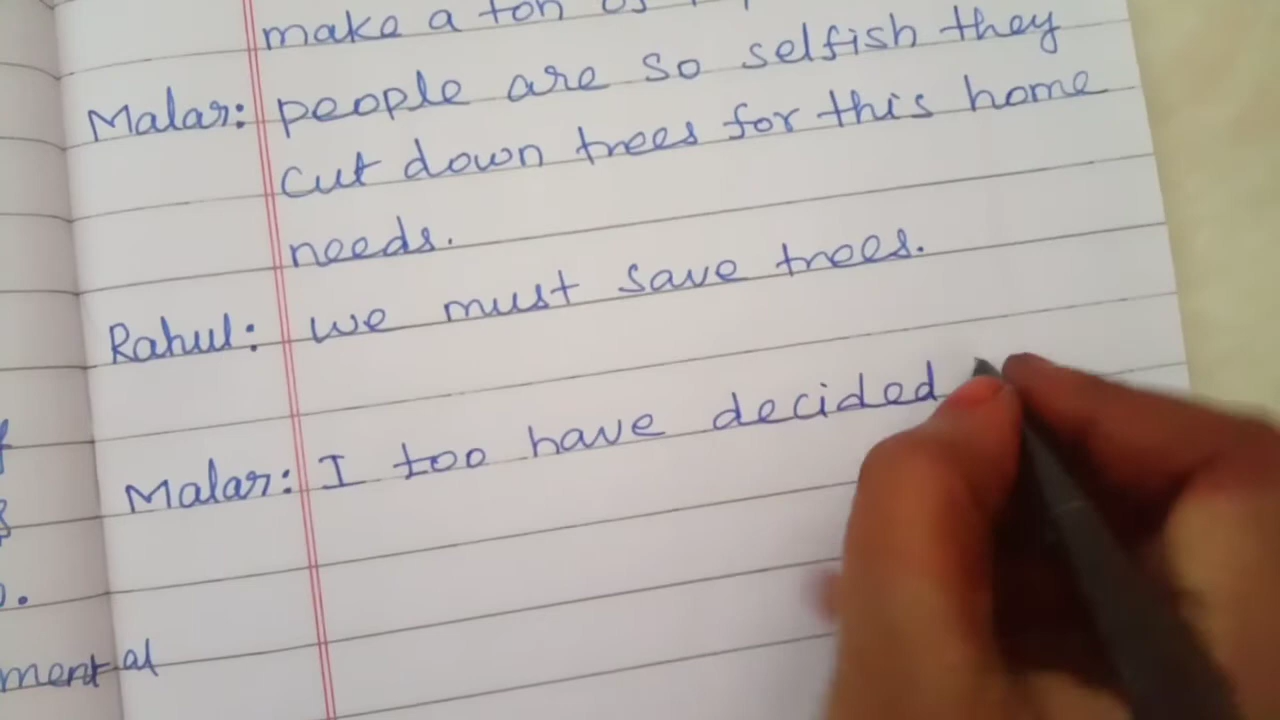 make a ton
Malar: people are so selfish they
cut down trees for this home
needs.
Rahul: we must save trees.
Malar: I too have decided
mental